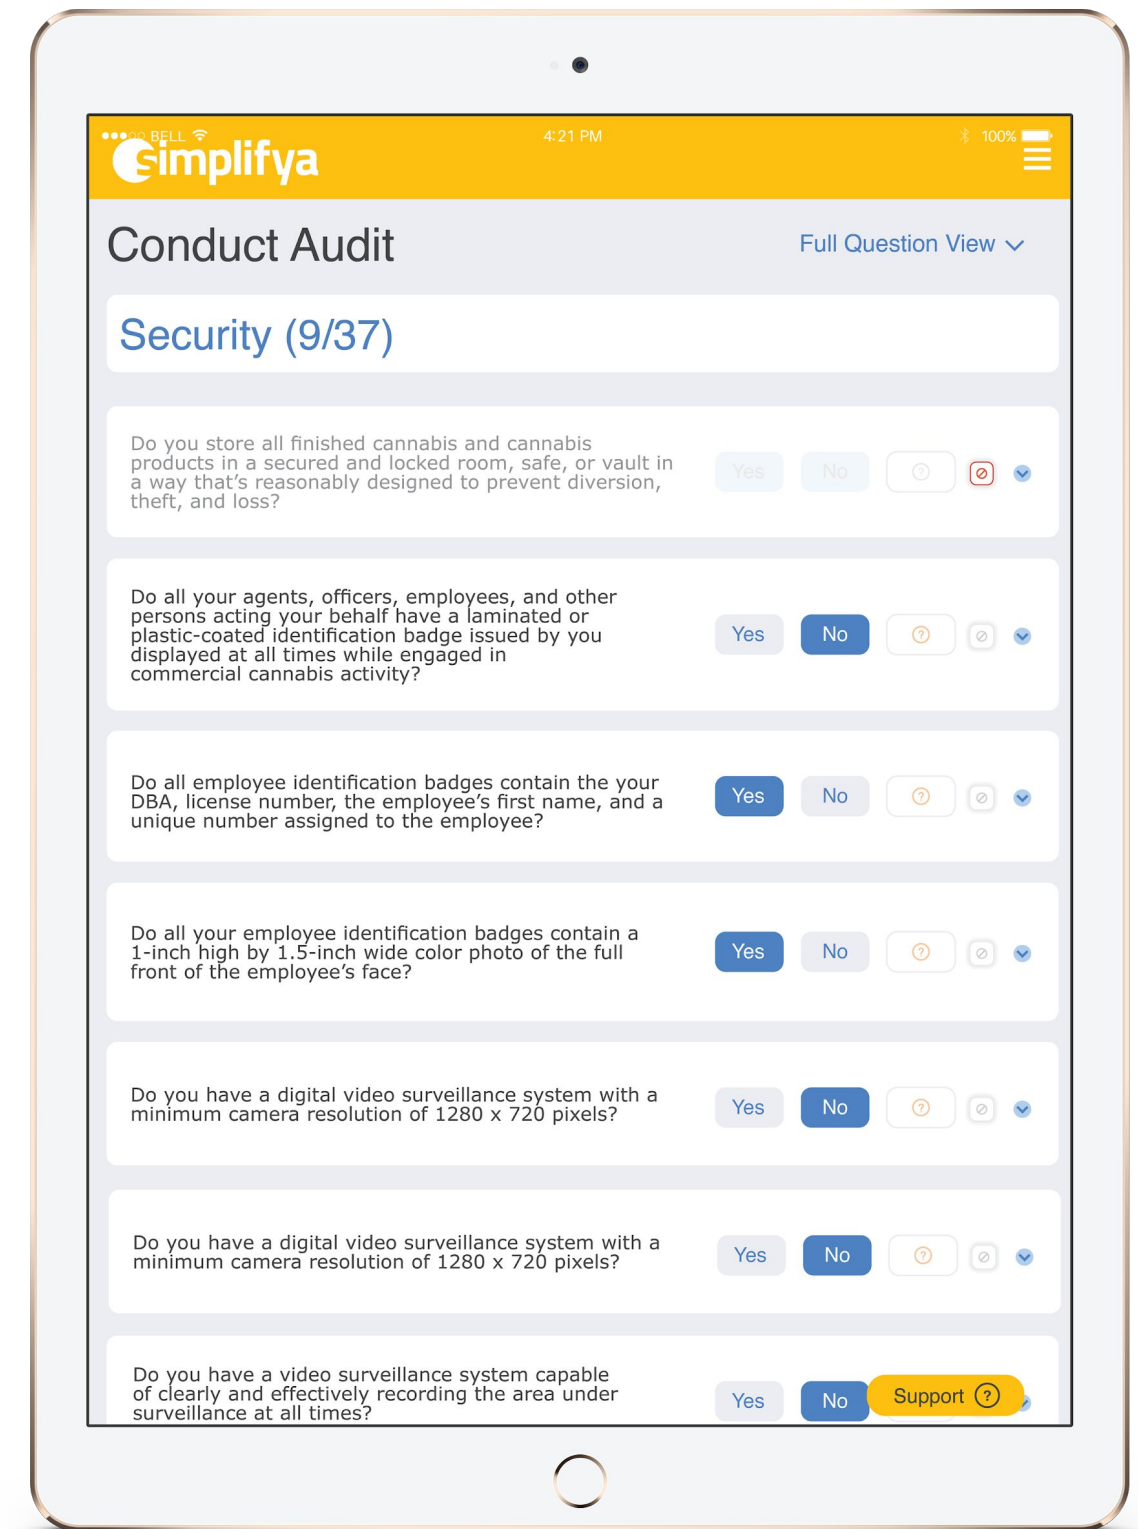 BELL
4:21 PM
100%
simplifya
Conduct Audit
Full Question View
Security (9/37)
Do you store all finished cannabis and cannabis
products in a secured and locked room, safe, or vault in
a way that's reasonably designed to prevent diversion,
theft, and loss?
Yes
No
Do all your agents, officers, employees, and other
persons acting your behalf have a laminated or
plastic-coated identification badge issued by you
displayed at all times while engaged in
commercial cannabis activity?
Yes
No
Do all employee identification badges contain the your
DBA, license number, the employee's first name, and a
unique number assigned to the employee?
Yes
No
Do all your employee identification badges contain a
1-inch high by 1.5-inch wide color photo of the full
front of the employee's face?
Yes
No
Do you have a digital video surveillance system with a
minimum camera resolution of 1280 x 720 pixels?
Yes
No
Do you have a digital video surveillance system with a
minimum camera resolution of 1280 x 720 pixels?
Yes
No
Do you have a video surveillance system capable
of clearly and effectively recording the area under
surveillance at all times?
Yes
No
Support ?